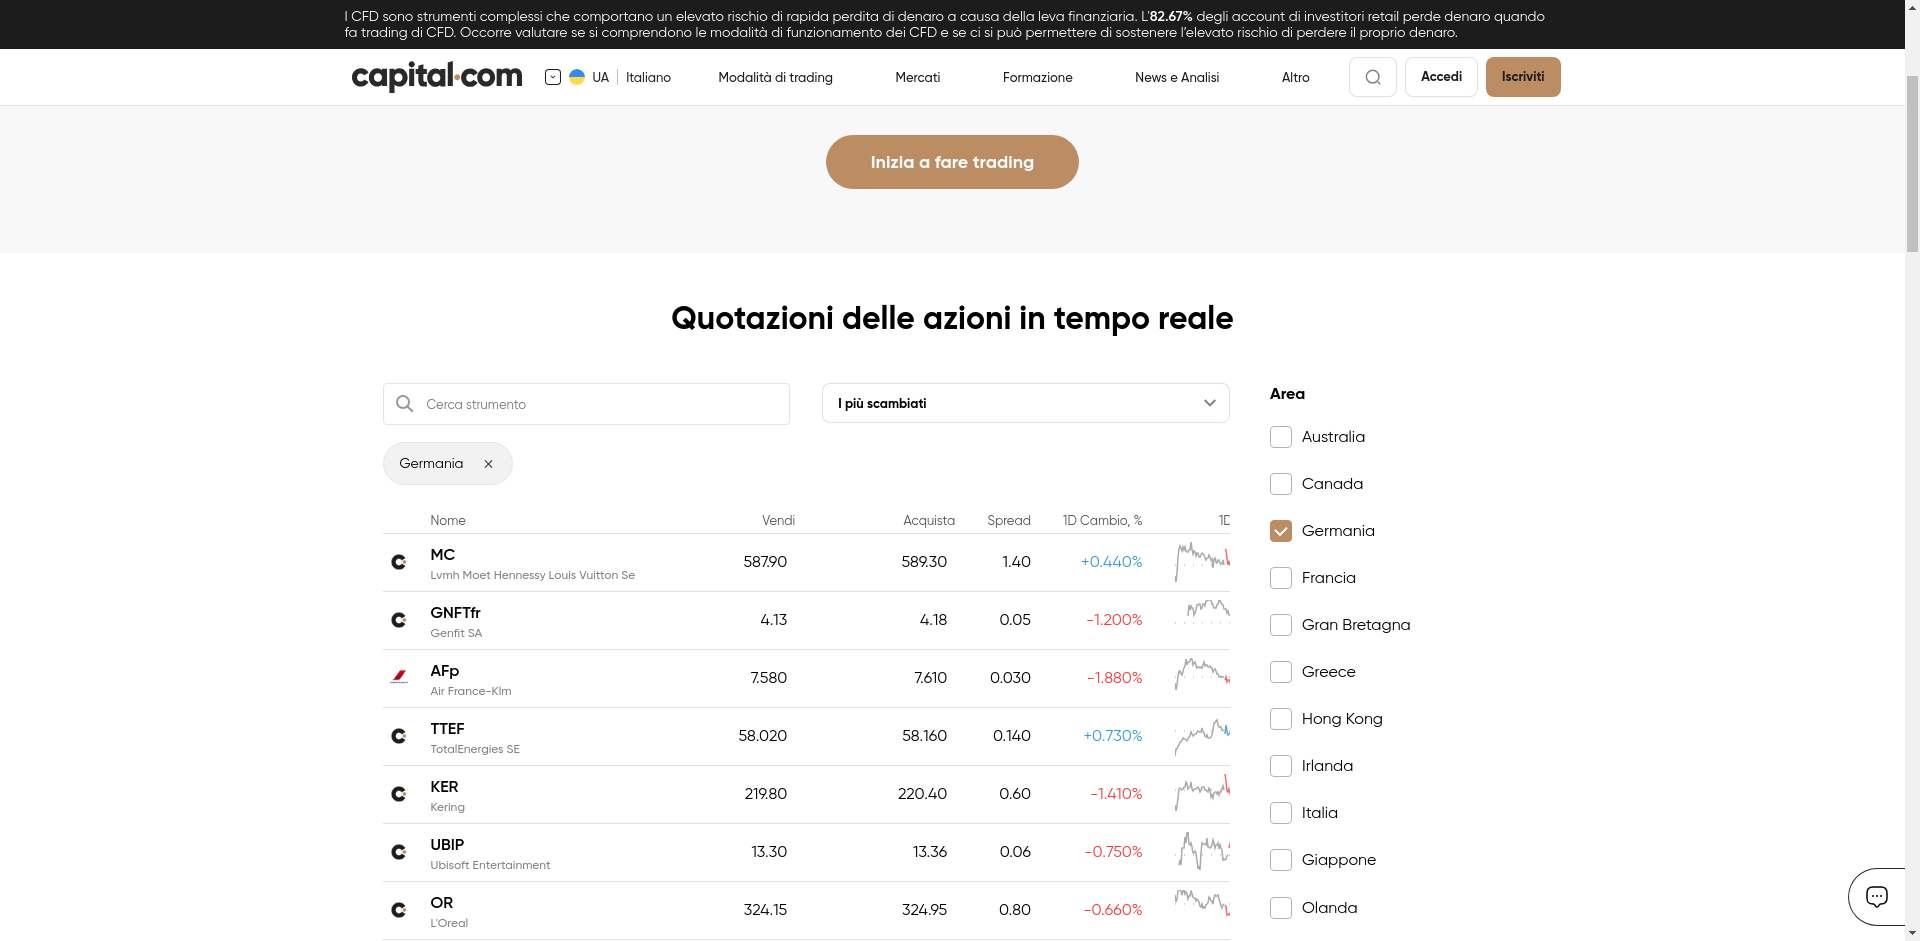 I CFD sono strumenti complessi che comportano un elevato rischio di rapida perdita di denaro a causa della leva finanziaria. L'82.67% degli account di investitori retail perde denaro quando
fa trading di CFD. Occorre valutare se si comprendono le modalità di funzionamento dei CFD e se ci si può permettere di sostenere l'elevato rischio di perdere il proprio denaro.
capital.com
UA
Italiano
Modalità di trading
Mercati
Formazione
News e Analisi
Altro
Accedi
Iscriviti
Inizia a fare trading
Quotazioni delle azioni in tempo reale
Cerca strumento
I più scambiati
Germania
Nome Vendi Acquista Spread 1D Cambio, % 1D
MC 587.90 589.30 1.40 +0.440%
Lvmh Moet Hennessy Louis Vuitton Se
GNFTfr 4.13 4.18 0.05 -1.200%
Genfit SA
AFp 7.580 7.610 0.030 -1.880%
Air France-Klm
TTEF 58.020 58.160 0.140 +0.730%
TotalEnergies SE
KER 219.80 220.40 0.60 -1.410%
Kering
UBIP 13.30 13.36 0.06 -0.750%
Ubisoft Entertainment
OR 324.15 324.95 0.80 -0.660%
L'Oreal
Area
Australia
Canada
Germania
Francia
Gran Bretagna
Greece
Hong Kong
Irlanda
Italia
Giappone
Olanda